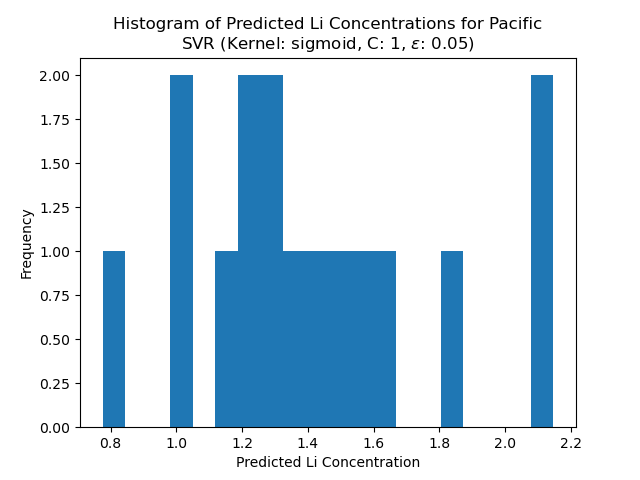 Histogram of Predicted Li Concentrations for Pacific
SVR (Kernel: sigmoid, C: 1, ε: 0.05)
2.00
1.75
1.50
1.25
1.00
0.75
0.50
0.25
0.00
Frequency
0.8 1.0 1.2 1.4 1.6 1.8 2.0 2.2
Predicted Li Concentration